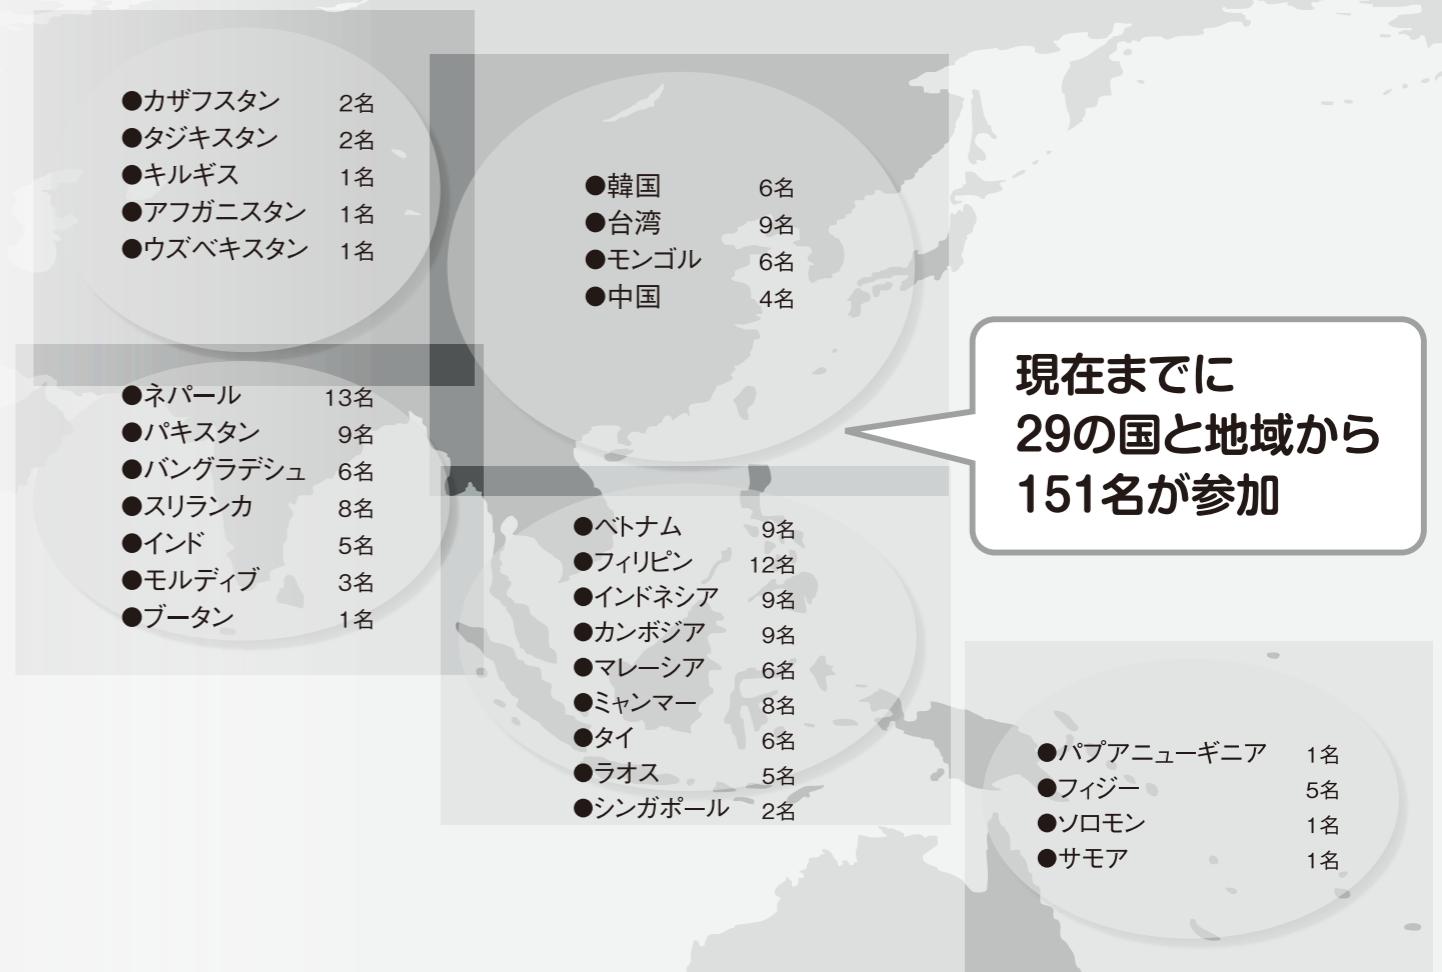 ●カザフスタン 2名
●タジキスタン 2名
●キルギス 1名
●アフガニスタン 1名
●ウズベキスタン 1名
●韓国 6名
●台湾 9名
●モンゴル 6名
●中国 4名
現在までに
29の国と地域から
151名が参加
●ネパール 13名
●パキスタン 9名
●バングラデシュ 6名
●スリランカ 8名
●インド 5名
●モルディブ 3名
●ブータン 1名
●ベトナム 9名
●フィリピン 12名
●インドネシア 9名
●カンボジア 9名
●マレーシア 6名
●ミャンマー 8名
●タイ 6名
●ラオス 5名
●シンガポール 2名
●パプアニューギニア 1名
●フィジー 5名
●ソロモン 1名
●サモア 1名